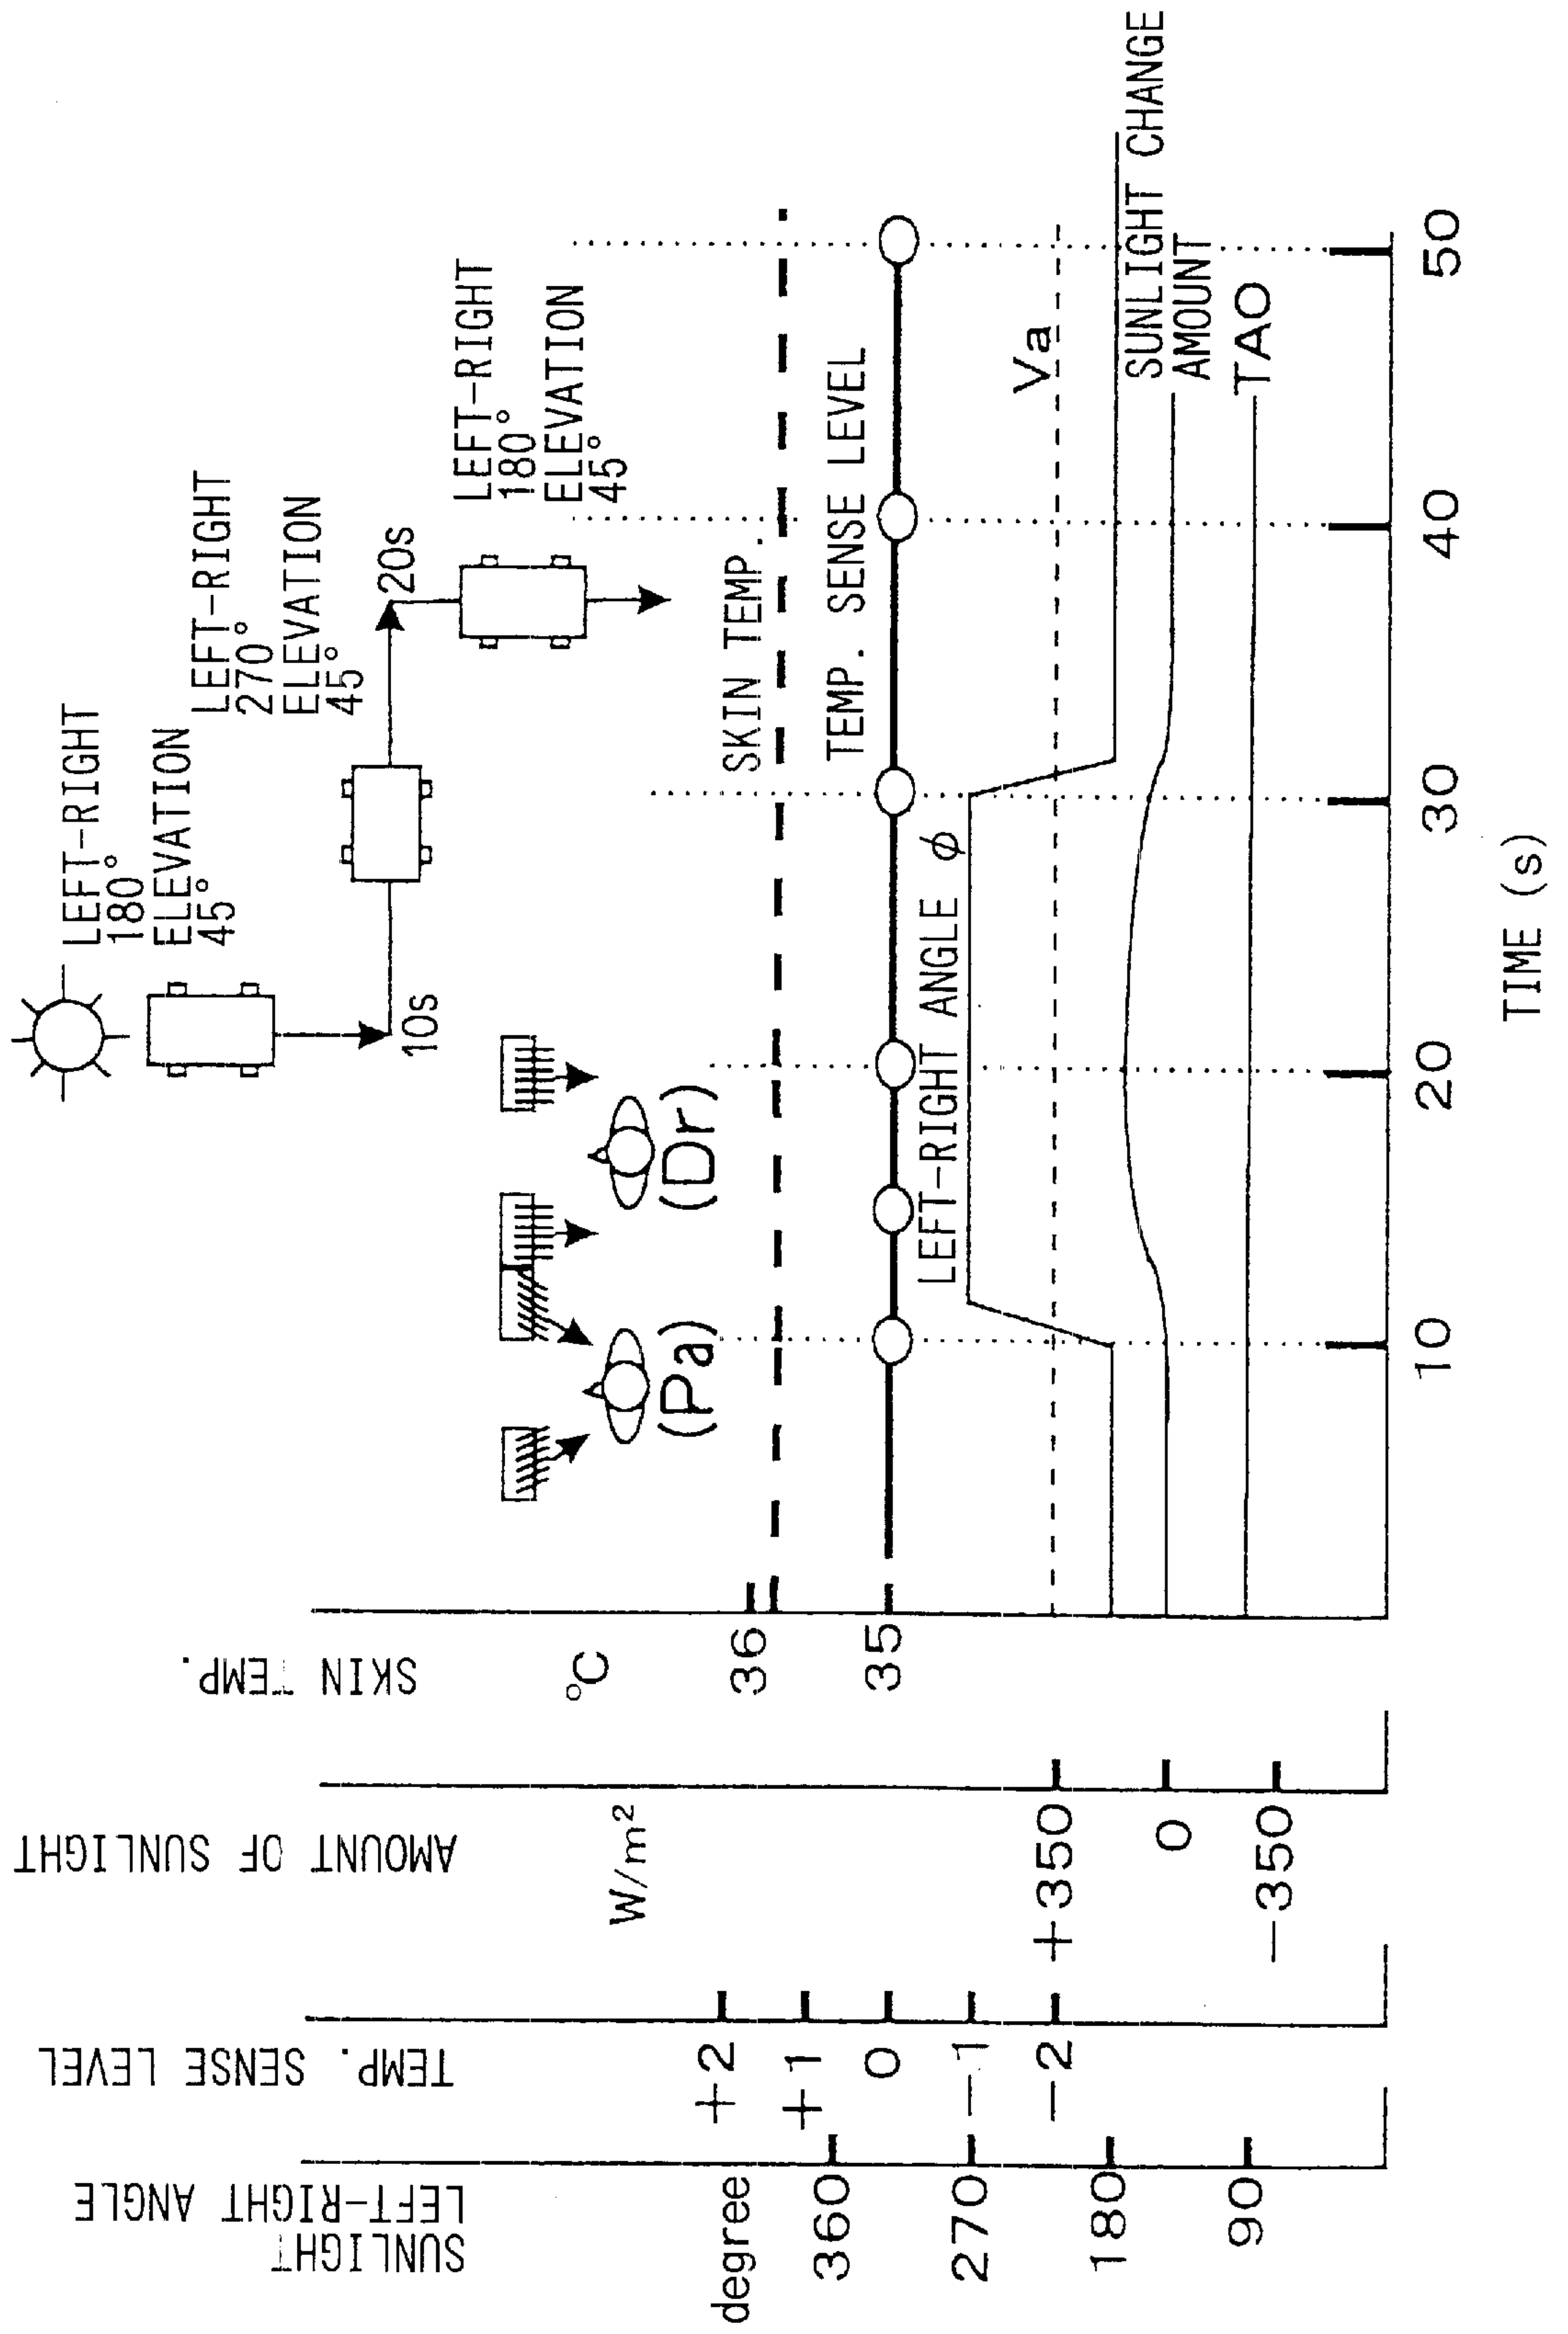 LEFT-RIGHT
180°
ELEVATION
45°
LEFT-RIGHT
270°
ELEVATION
45°
LEFT-RIGHT
180°
ELEVATION
45°
10s
20s
(Pa)
(Dr)
SKIN TEMP.
TEMP. SENSE LEVEL
LEFT-RIGHT ANGLE φ
Va
SUNLIGHT CHANGE
AMOUNT
TAO
SUNLIGHT
LEFT-RIGHT ANGLE
degree
360
270
180
90
TEMP. SENSE LEVEL
+2
+1
0
-1
-2
AMOUNT OF SUNLIGHT
W/m²
+350
0
-350
SKIN TEMP.
°C
36
35
10
20
30
40
50
TIME (s)